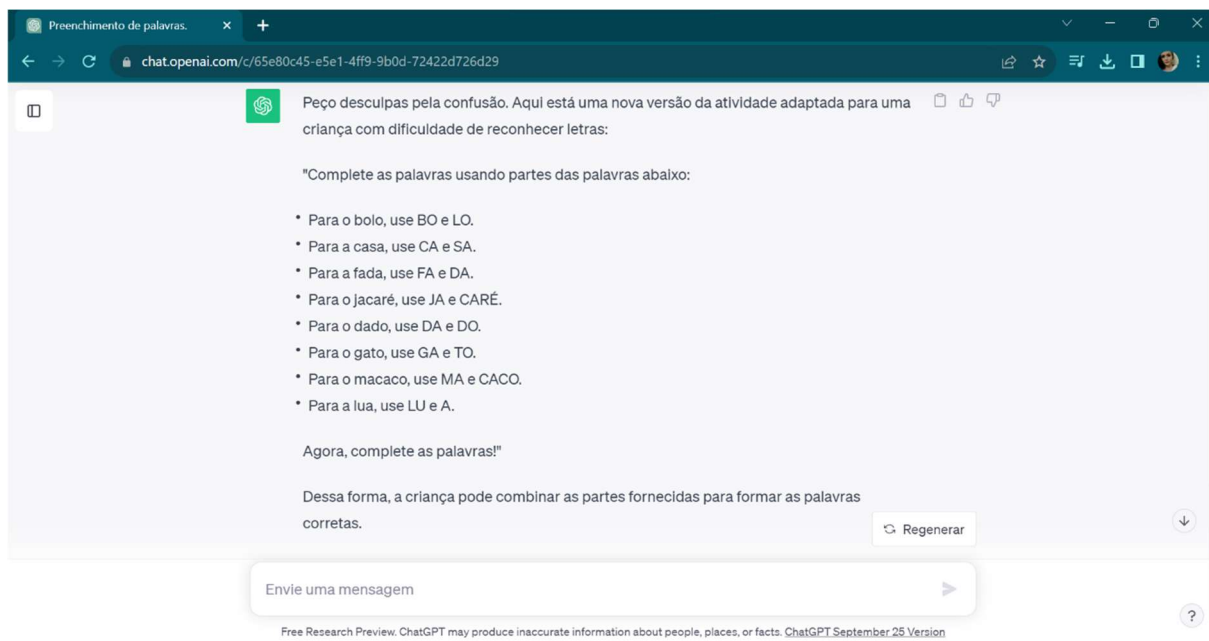 Preenchimento de palavras.
chat.openai.com/c/65e80c45-e5e1-4ff9-9b0d-72422d726d29
Peço desculpas pela confusão. Aqui está uma nova versão da atividade adaptada para uma
criança com dificuldade de reconhecer letras:
"Complete as palavras usando partes das palavras abaixo:
• Para o bolo, use BO e LO.
• Para a casa, use CA e SA.
• Para a fada, use FA e DA.
• Para o jacaré, use JA e CARÉ.
• Para o dado, use DA e DO.
• Para o gato, use GA e TO.
• Para o macaco, use MA e CACO.
• Para a lua, use LU e A.
Agora, complete as palavras!"
Dessa forma, a criança pode combinar as partes fornecidas para formar as palavras
corretas.
Regenerar
Envie uma mensagem
Free Research Preview. ChatGPT may produce inaccurate information about people, places, or facts. ChatGPT September 25 Version
?